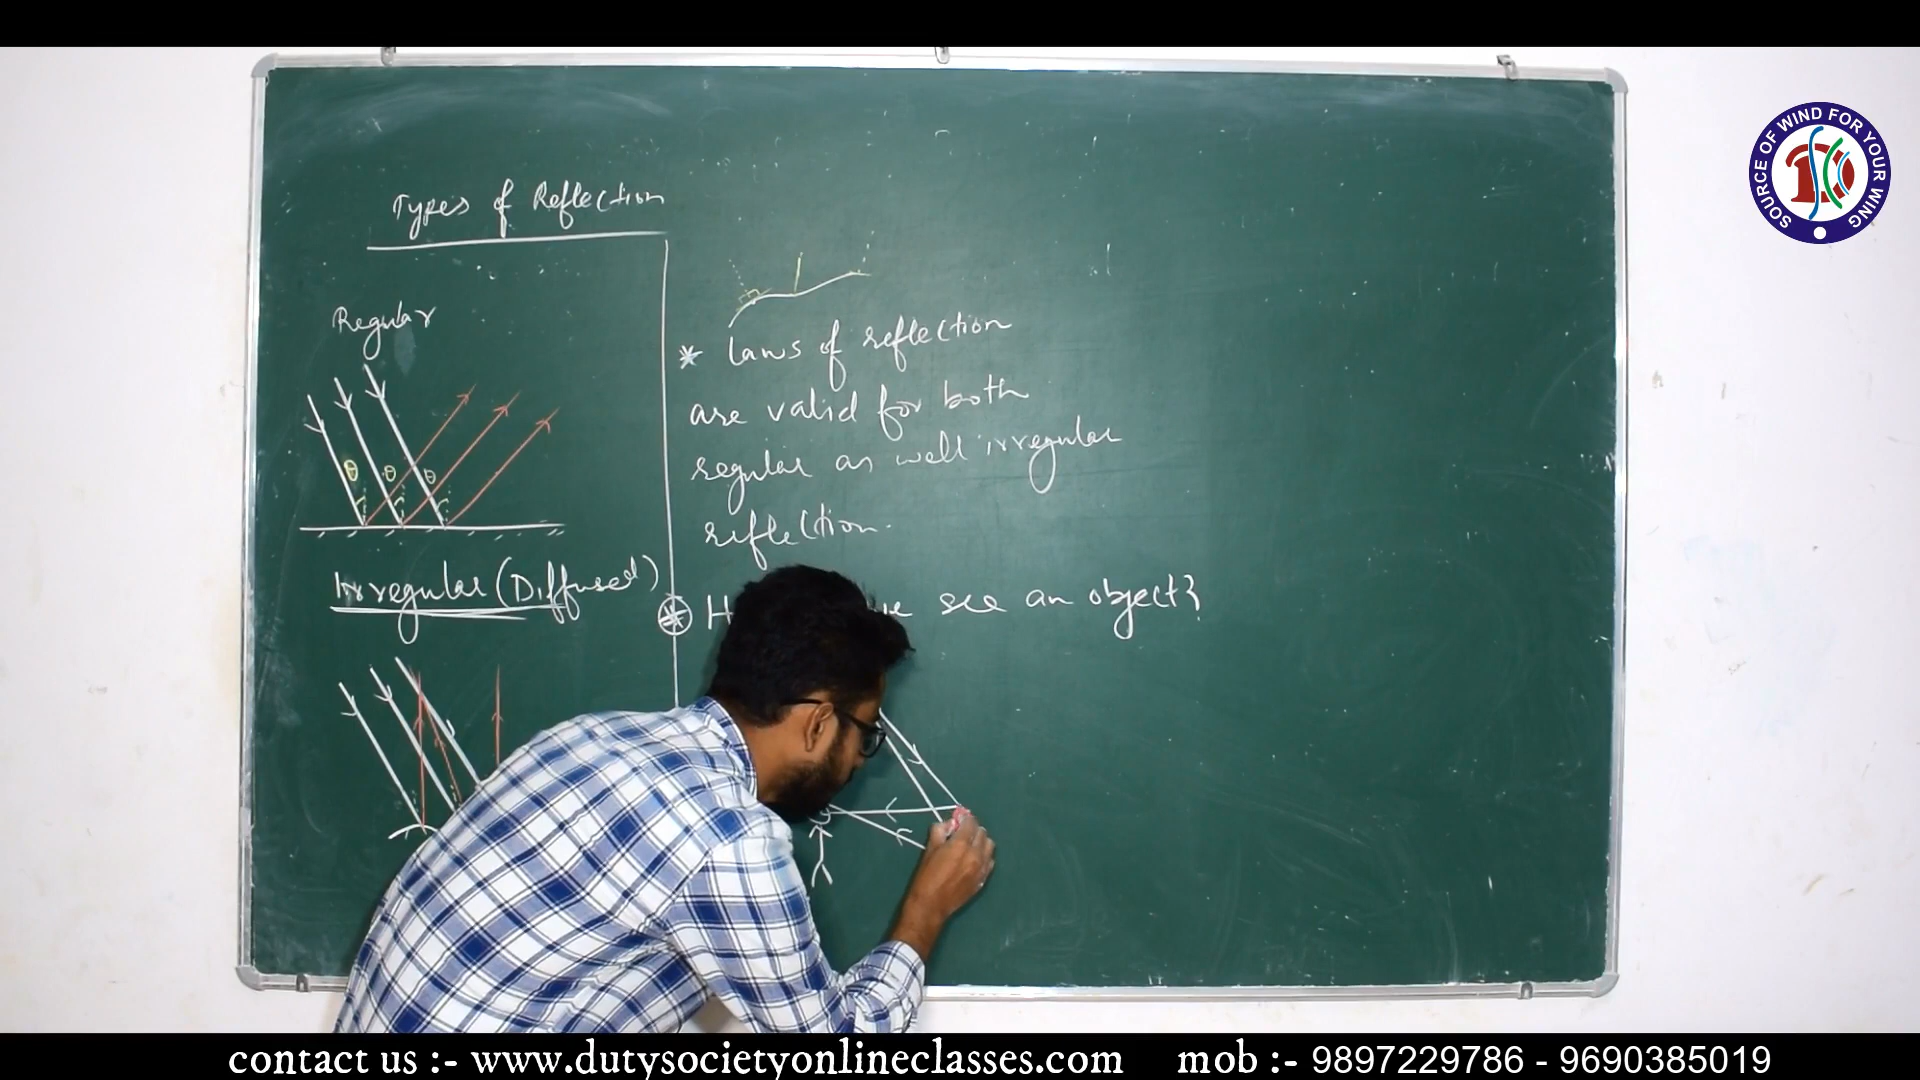 Types of Reflection
Regular
θ θ θ
Irregular (Diffused)
* Laws of reflection
are valid for both
regular as well irregular
reflection.
* see an object?
SOURCE OF WIND FOR YOUR WING
contact us :- www.dutysocietyonlineclasses.com mob :- 9897229786 - 9690385019